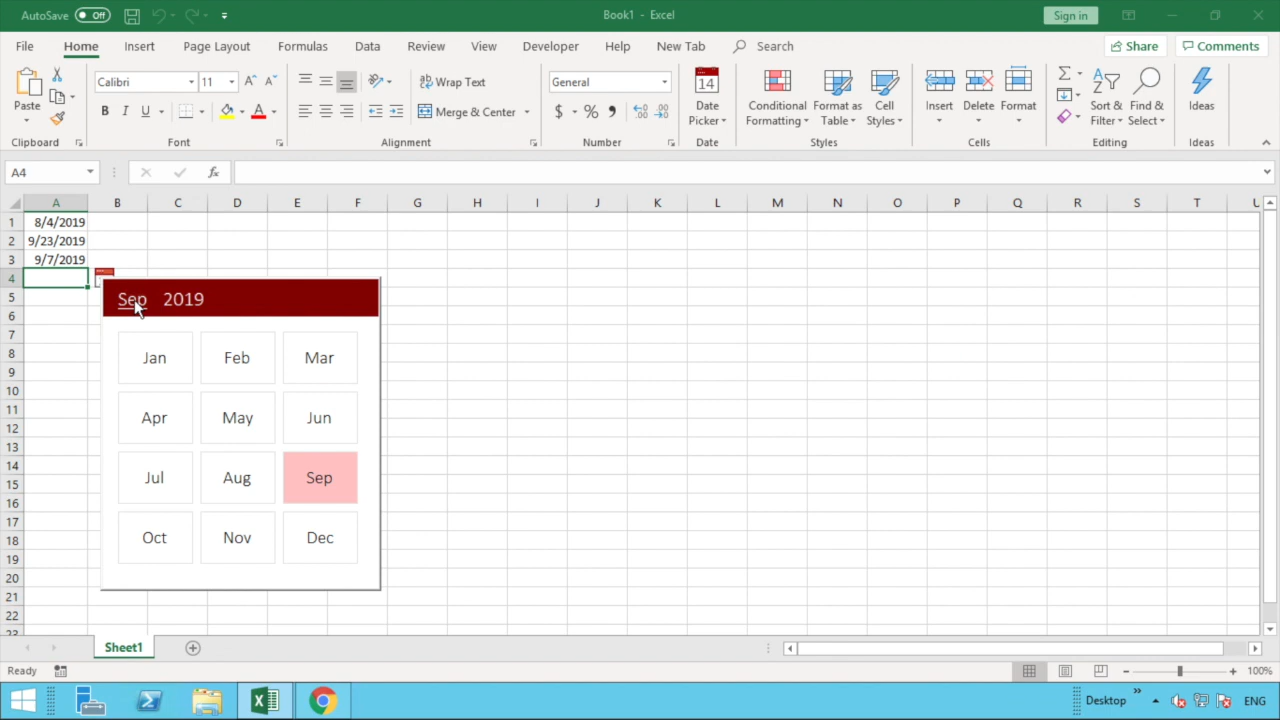 AutoSave Off Book1 - Excel Sign in
File Home Insert Page Layout Formulas Data Review View Developer Help New Tab Search Share Comments
Paste Calibri 11 A A B I U A Wrap Text Merge & Center General $ % , 14 Date Picker Conditional Formatting Format as Table Cell Styles Insert Delete Format Sort & Filter Find & Select Ideas
Clipboard Font Alignment Number Date Styles Cells Editing Ideas
A4 fx
A B C D E F G H I J K L M N O P Q R S T U
1 8/4/2019
2 9/23/2019
3 9/7/2019
4
Sep 2019
5
6
7
Jan Feb Mar
8
9
10
11
Apr May Jun
12
13
14
Jul Aug Sep
15
16
17
Oct Nov Dec
18
19
20
21
22
23
Sheet1
Ready 100%
Desktop ENG